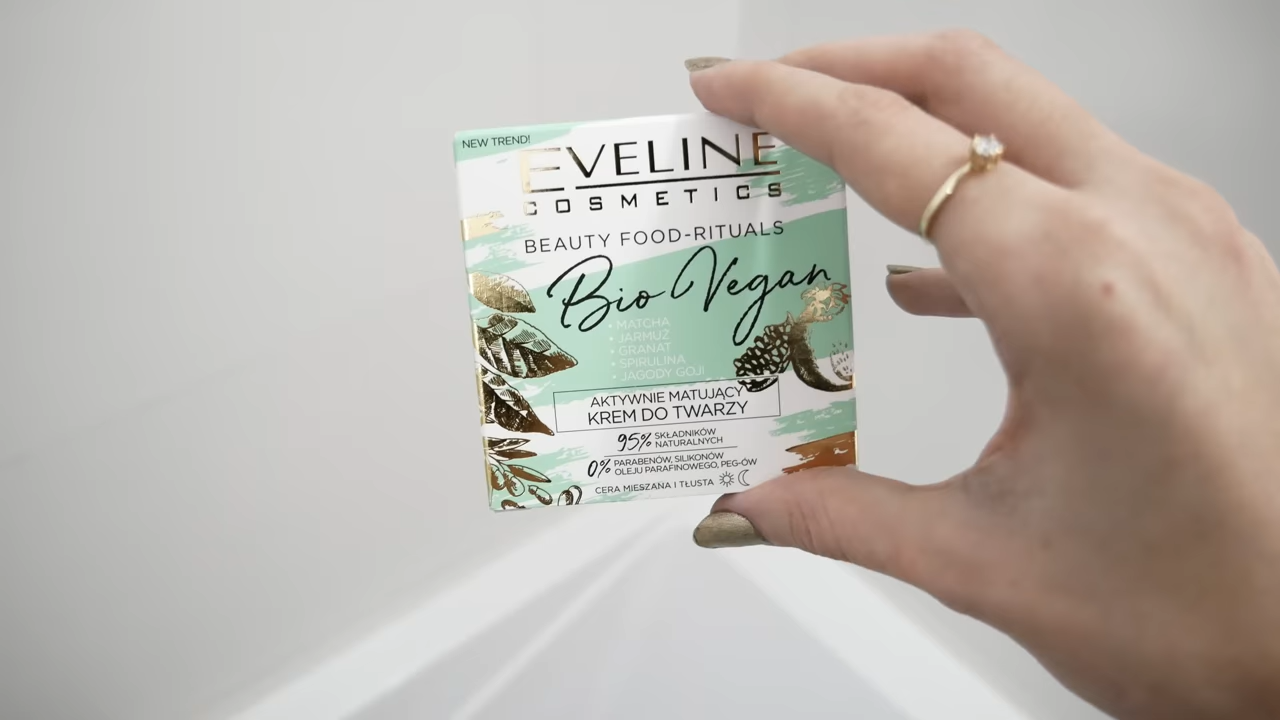 NEW TREND!
EVELINE
COSMETICS
BEAUTY FOOD-RITUALS
Bio Vegan
• MATCHA
• JARMUŻ
• GRANAT
• SPIRULINA
• JAGODY GOJI
AKTYWNIE MATUJĄCY
KREM DO TWARZY
95% SKŁADNIKÓW
NATURALNYCH
0% PARABENÓW, SILIKONÓW
OLEJU PARAFINOWEGO, PEG-ÓW
CERA MIESZANA I TŁUSTA